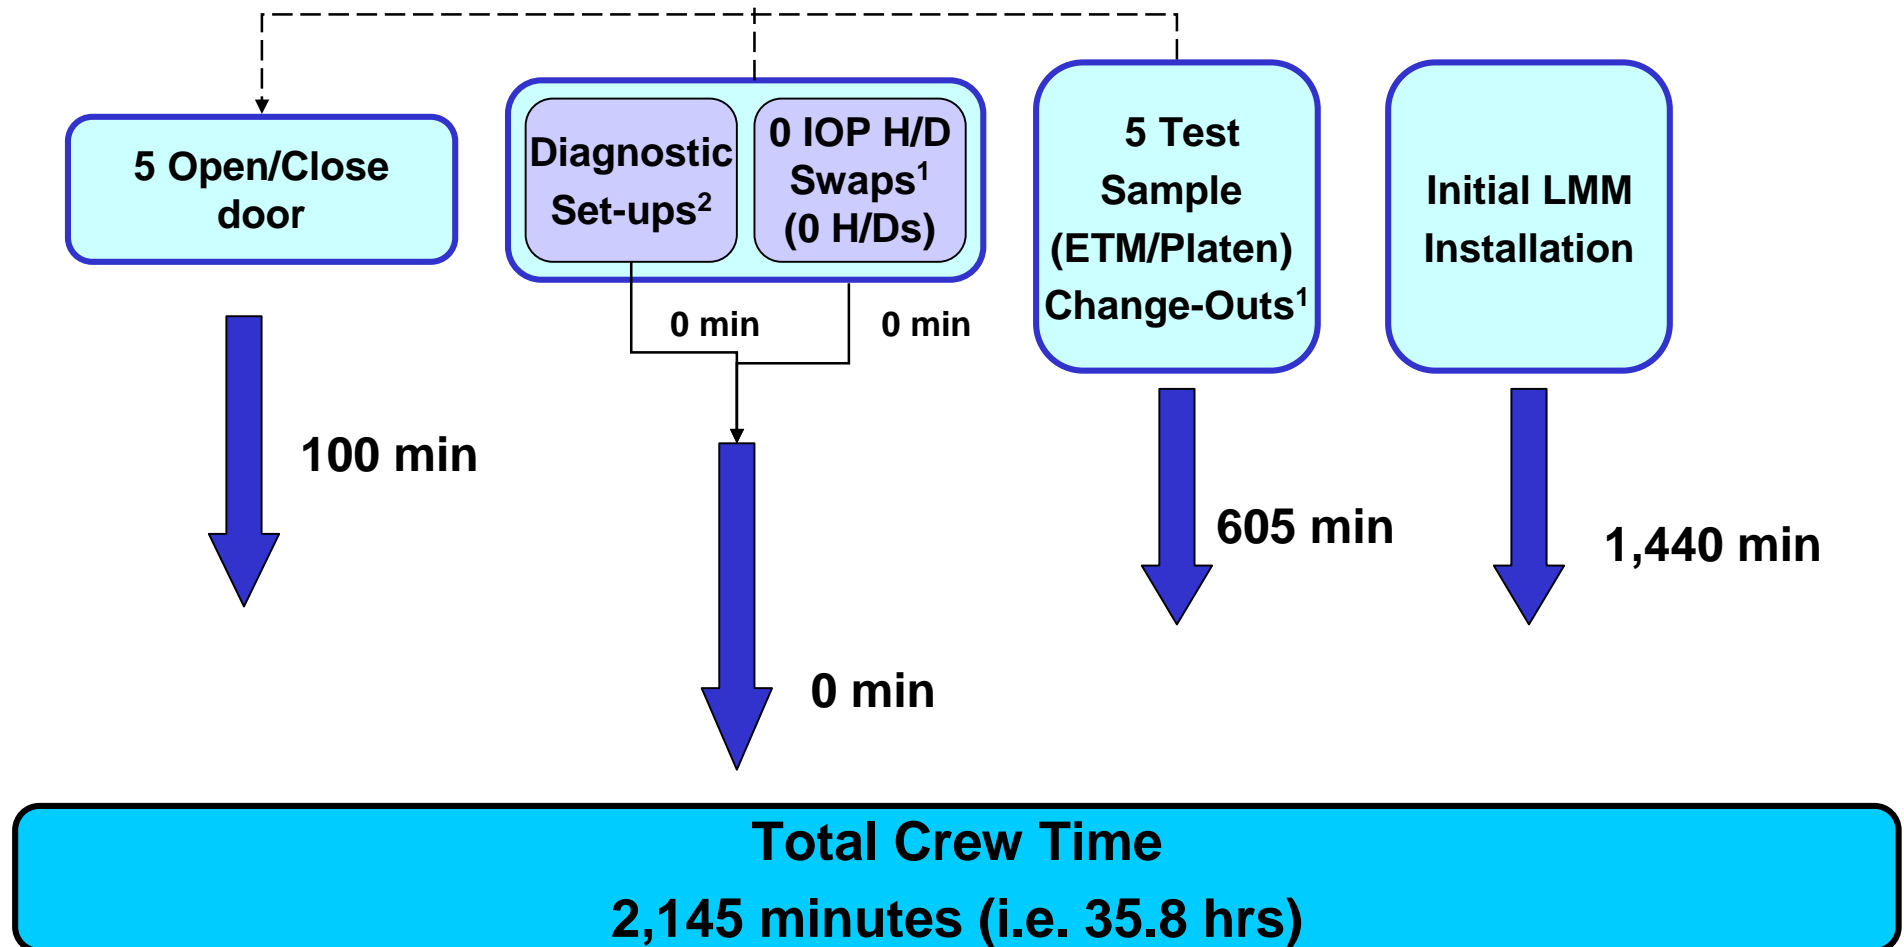 5 Open/Close
door
Diagnostic
Set-ups²
0 IOP H/D
Swaps¹
(0 H/Ds)
5 Test
Sample
(ETM/Platen)
Change-Outs¹
Initial LMM
Installation
0 min
0 min
100 min
605 min
1,440 min
0 min
Total Crew Time
2,145 minutes (i.e. 35.8 hrs)